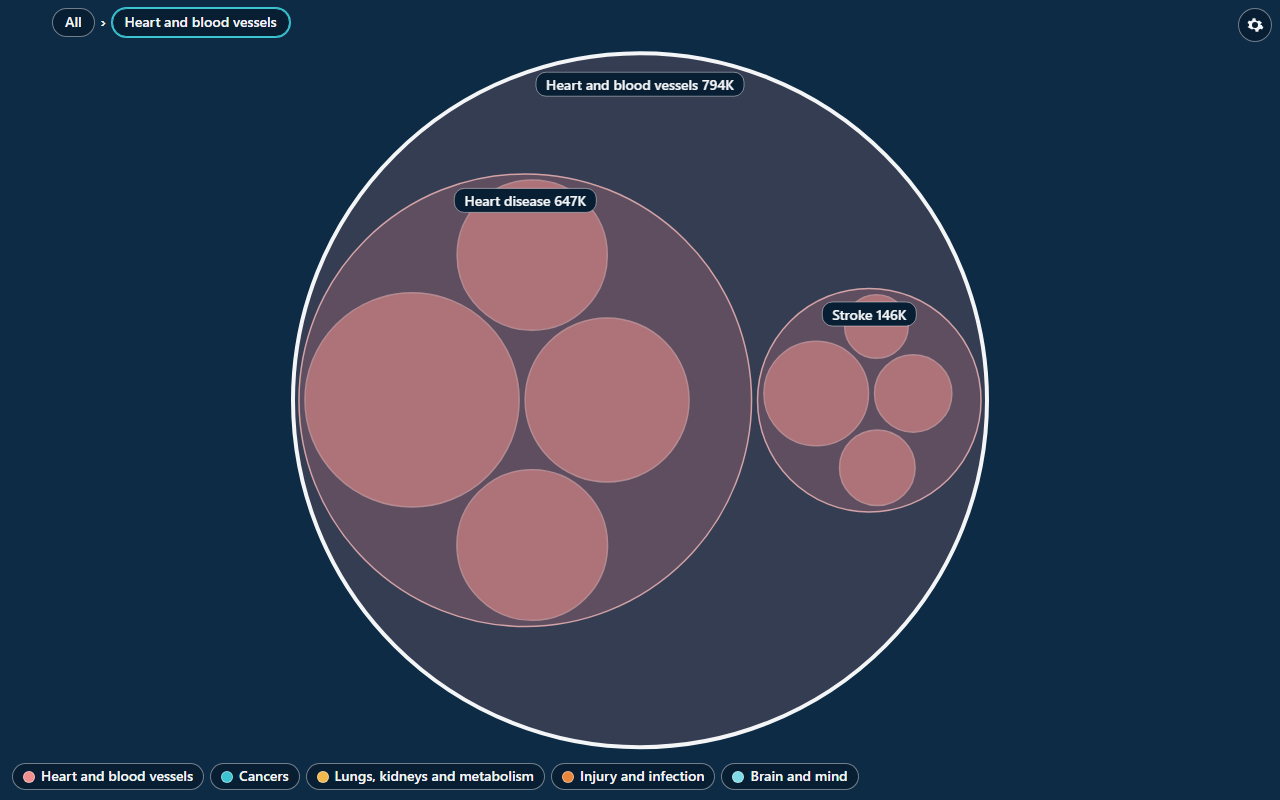 All › Heart and blood vessels
Heart and blood vessels 794K
Heart disease 647K
Stroke 146K
Heart and blood vessels
Cancers
Lungs, kidneys and metabolism
Injury and infection
Brain and mind